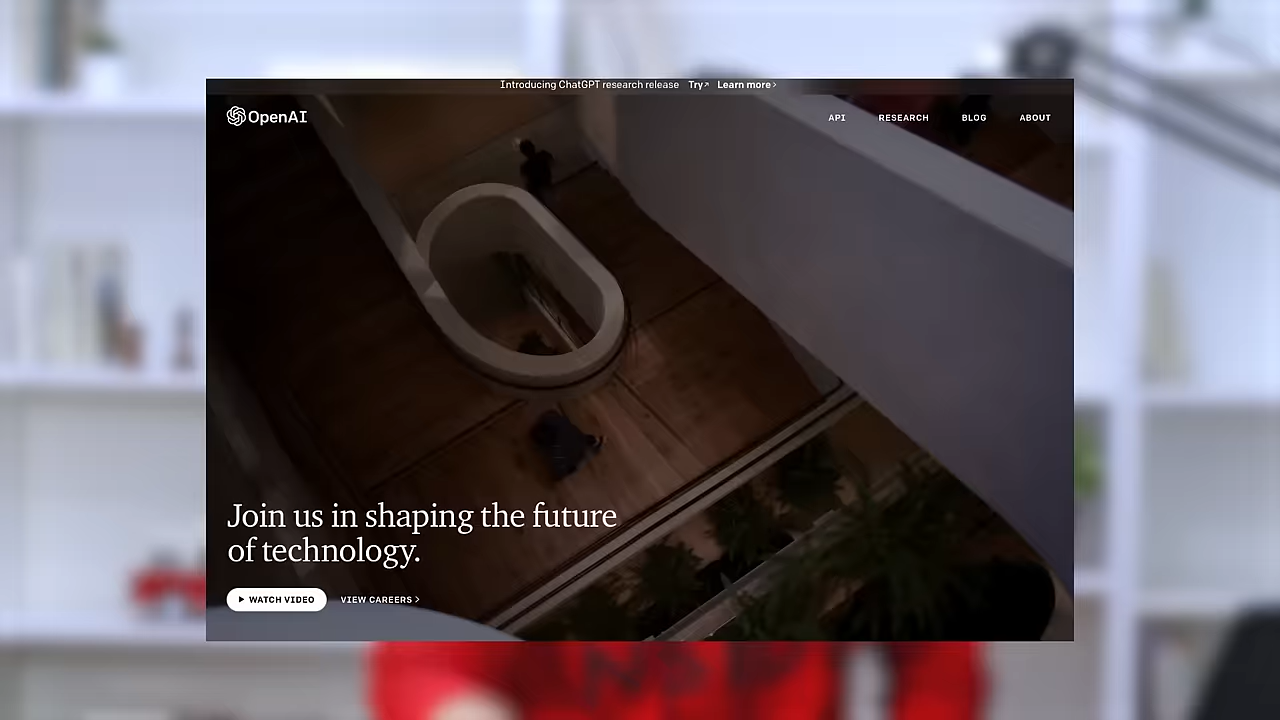 Introducing ChatGPT research release Try↗ Learn more ›
OpenAI
API RESEARCH BLOG ABOUT
Join us in shaping the future
of technology.
WATCH VIDEO VIEW CAREERS ›